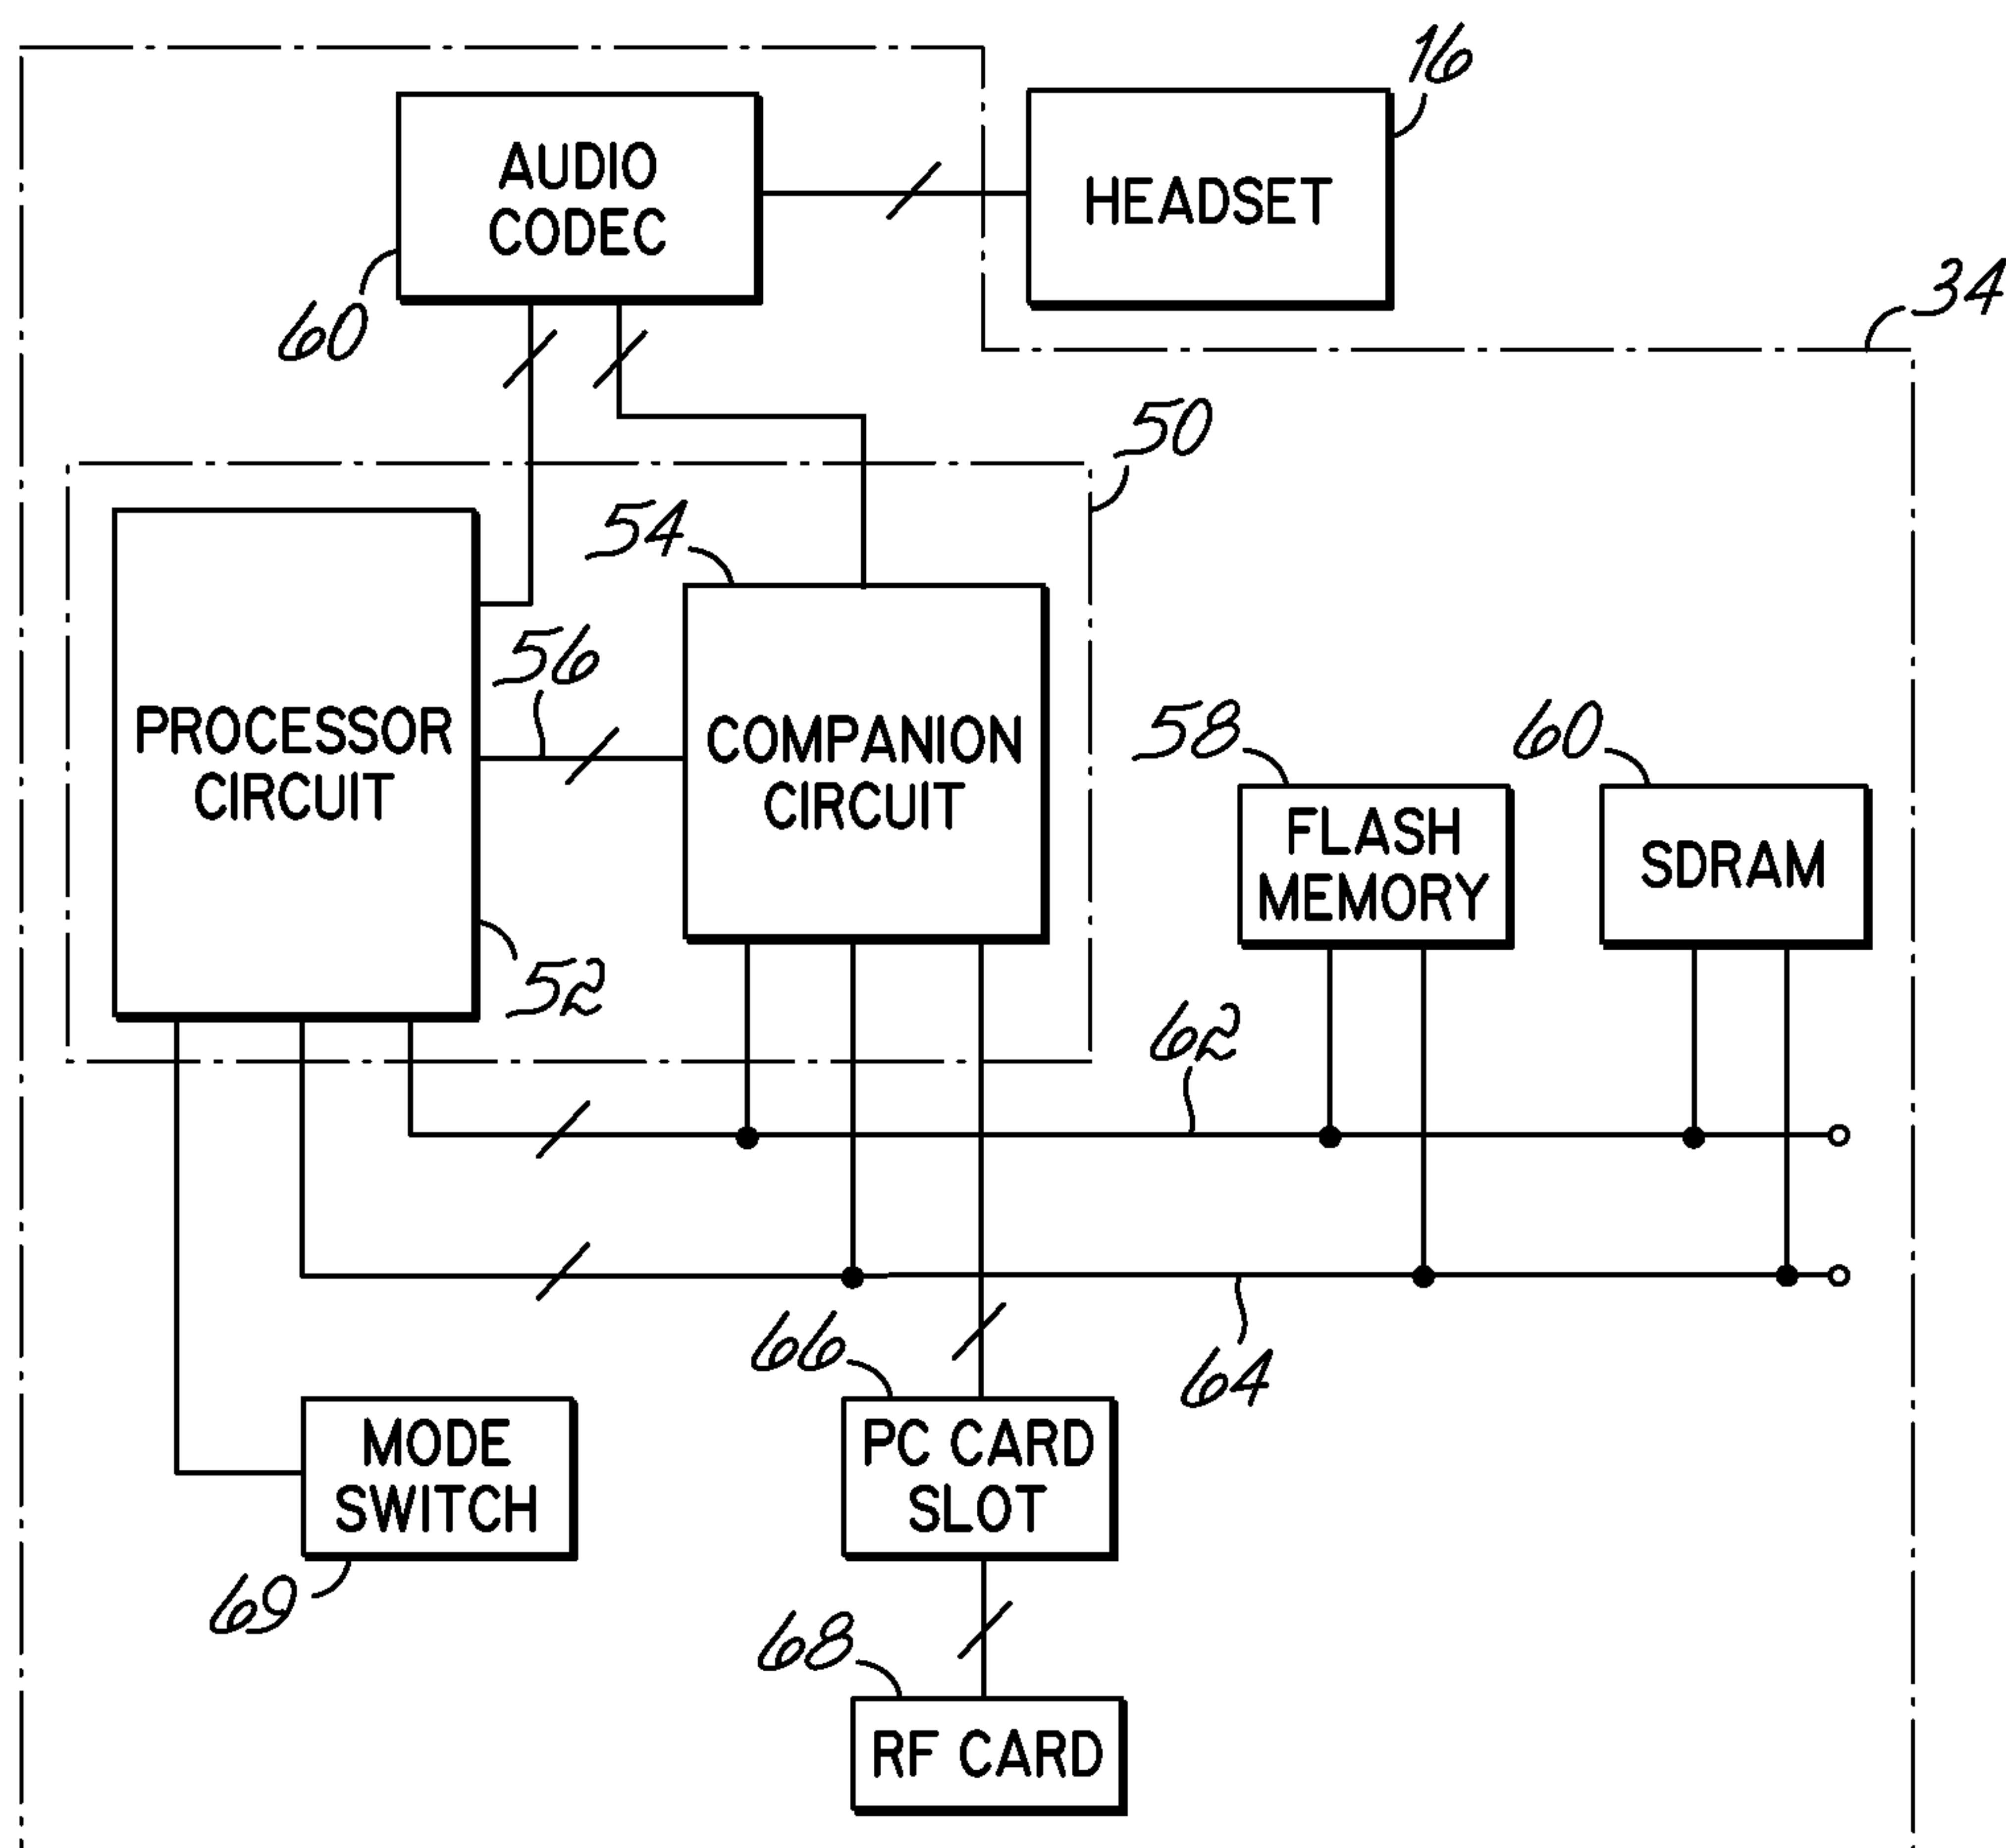 16
AUDIO
CODEC
HEADSET
60
34
50
54
PROCESSOR
CIRCUIT
56
COMPANION
CIRCUIT
58
60
FLASH
MEMORY
SDRAM
52
62
66
64
MODE
SWITCH
PC CARD
SLOT
69
68
RF CARD